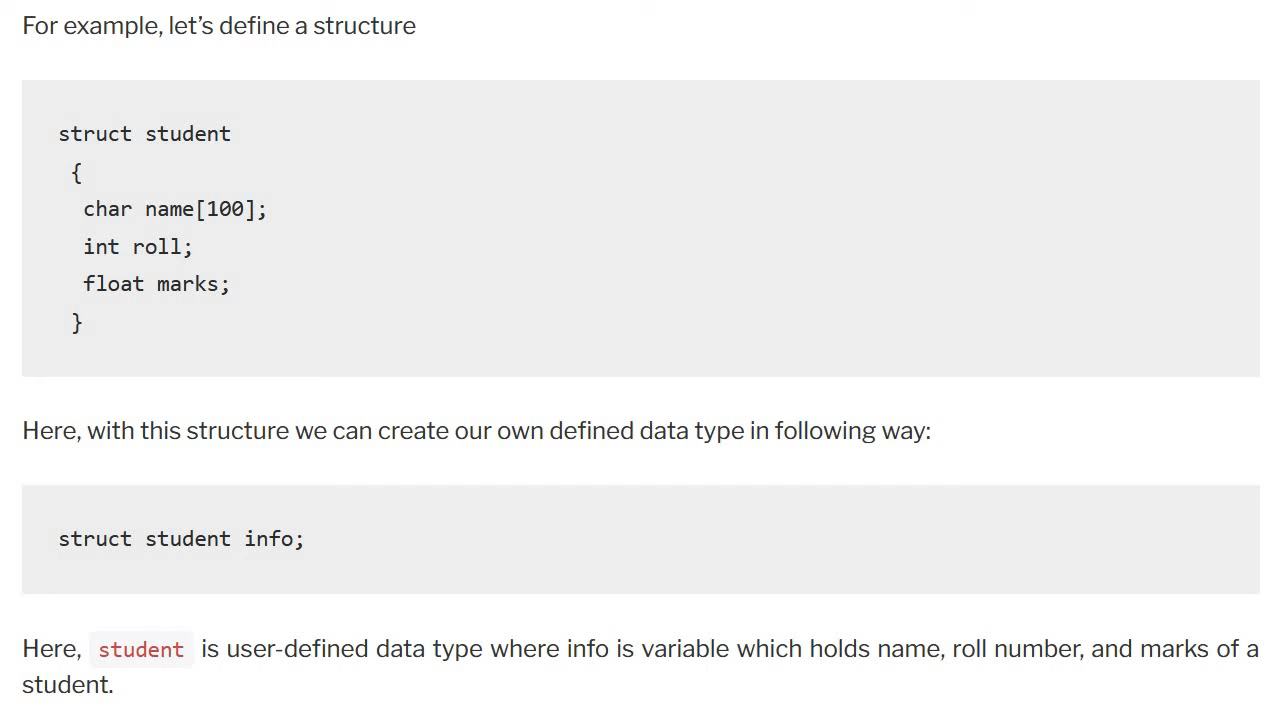 For example, let’s define a structure
struct student
{
char name[100];
int roll;
float marks;
}
Here, with this structure we can create our own defined data type in following way:
struct student info;
Here, student is user-defined data type where info is variable which holds name, roll number, and marks of a
student.